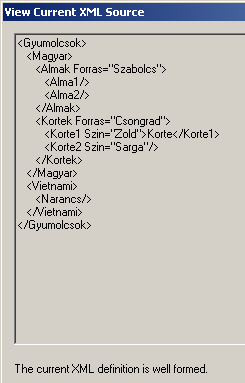 View Current XML Source
<Gyumolcsok>
<Magyar>
<Almak Forras="Szabolcs">
<Alma1/>
<Alma2/>
</Almak>
<Kortek Forras="Csongrad">
<Korte1 Szin="Zold">Korte</Korte1>
<Korte2 Szin="Sarga"/>
</Kortek>
</Magyar>
<Vietnami>
<Narancs/>
</Vietnami>
</Gyumolcsok>
The current XML definition is well formed.